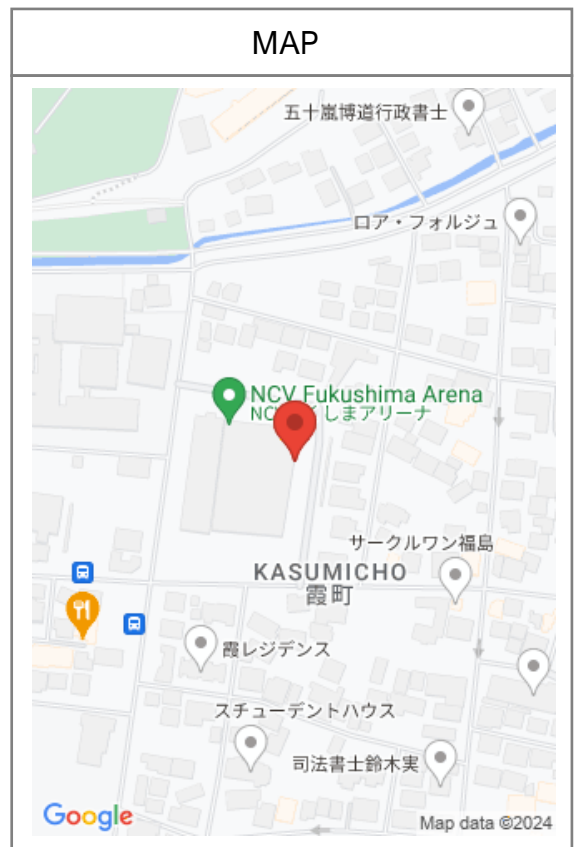 MAP
五十嵐博道行政書士
ロア・フォルジュ
NCV Fukushima Arena
NCV くしまアリーナ
サークルワン福島
KASUMICHO
霞町
霞レジデンス
スチューデントハウス
司法書士鈴木実
Google
Map data ©2024